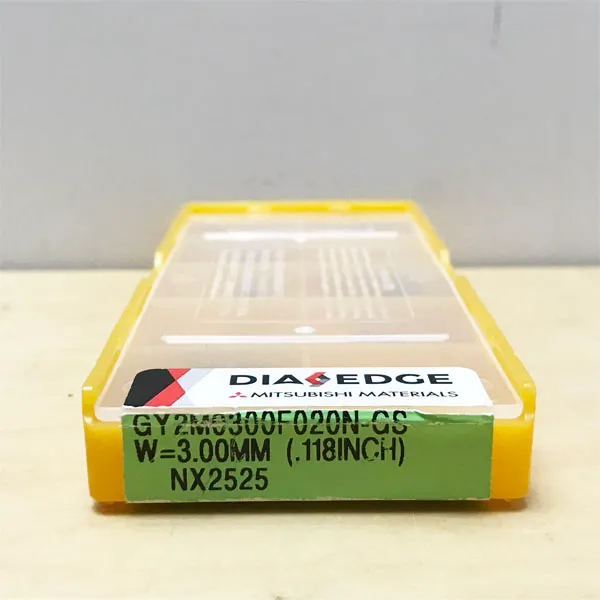 DIAEDGE
MITSUBISHI MATERIALS
GY2M0300F020N-GS
W=3.00MM (.118INCH)
NX2525